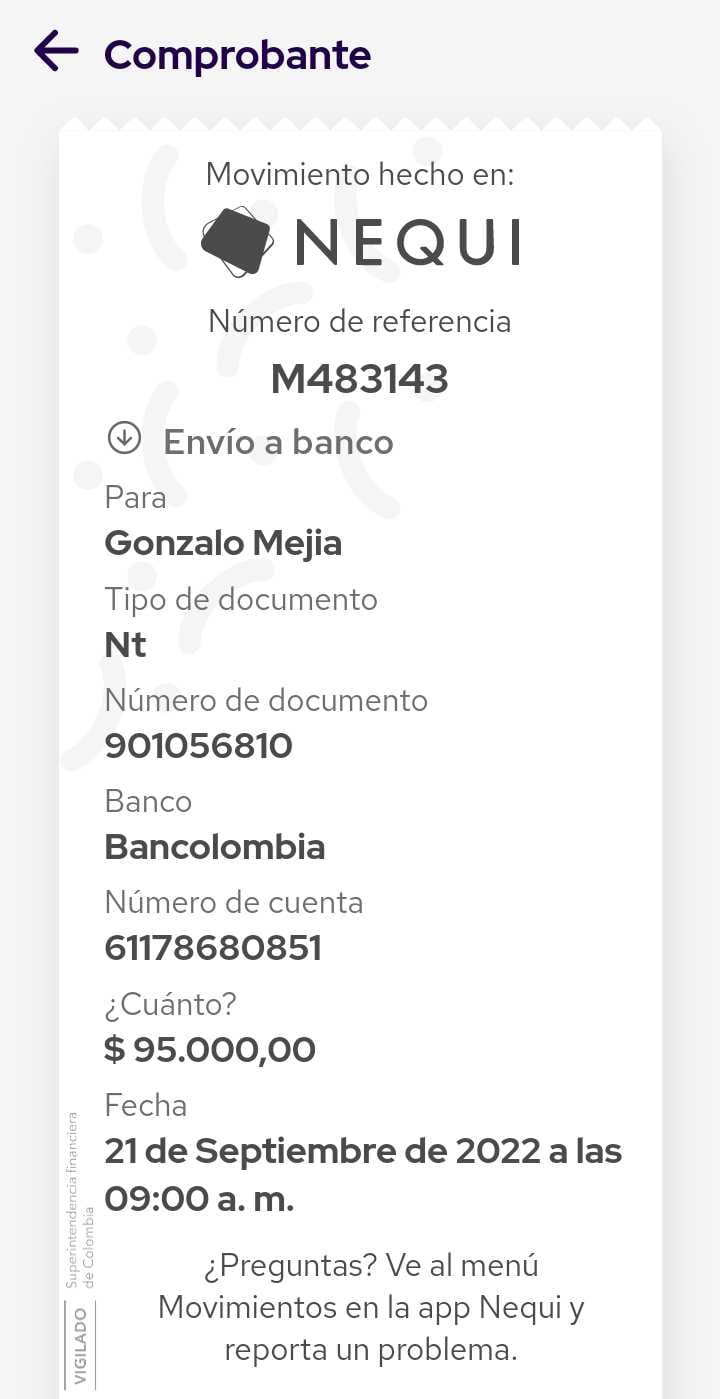 Comprobante
Movimiento hecho en:
NEQUI
Número de referencia
M483143
Envío a banco
Para
Gonzalo Mejia
Tipo de documento
Nt
Número de documento
901056810
Banco
Bancolombia
Número de cuenta
61178680851
¿Cuánto?
$ 95.000,00
Fecha
21 de Septiembre de 2022 a las
09:00 a. m.
¿Preguntas? Ve al menú
Movimientos en la app Nequi y
reporta un problema.
VIGILADO
Superintendencia financiera
de Colombia